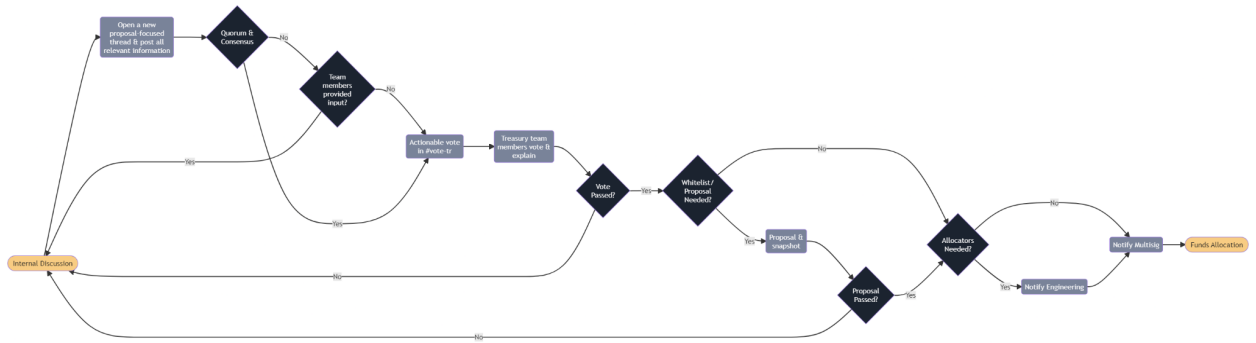 Open a new
proposal-focused
thread & post all
relevant information
Quorum &
Consensus
No
Team
members
provided
input?
No
Yes
Yes
Actionable vote
in #vote-tr
Treasury team
members vote &
explain
Vote
Passed?
Yes
No
Whitelist/
Proposal
Needed?
No
Yes
Proposal &
snapshot
Proposal
Passed?
Yes
No
Allocators
Needed?
No
Yes
Notify Engineering
Notify Multisig
Funds Allocation
Internal Discussion